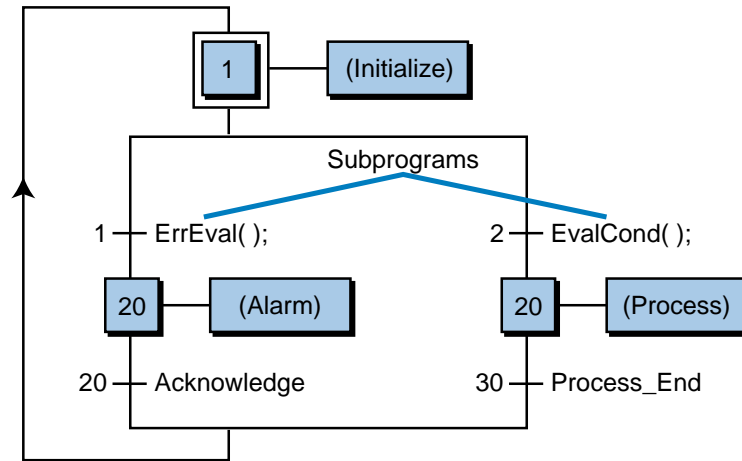 1 (Initialize)
Subprograms
1 ErrEval( ); 2 EvalCond( );
20 (Alarm) 20 (Process)
20 Acknowledge 30 Process_End